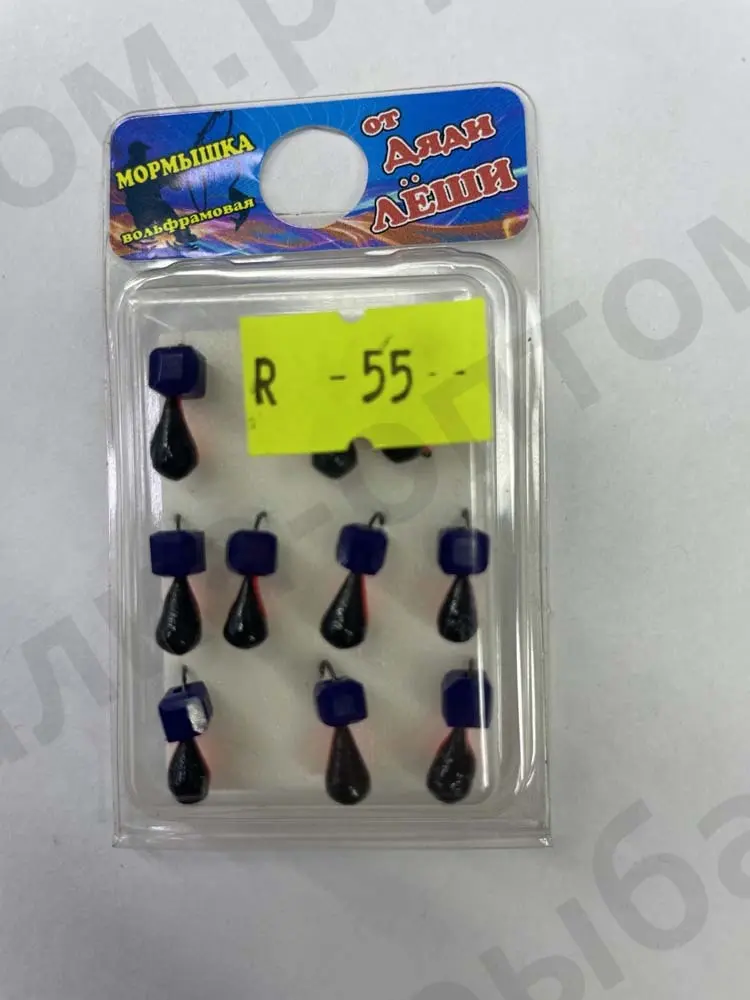 МОРМЫШКА
вольфрамовая
от
Дяди
ЛЁШИ
R - 55 - -